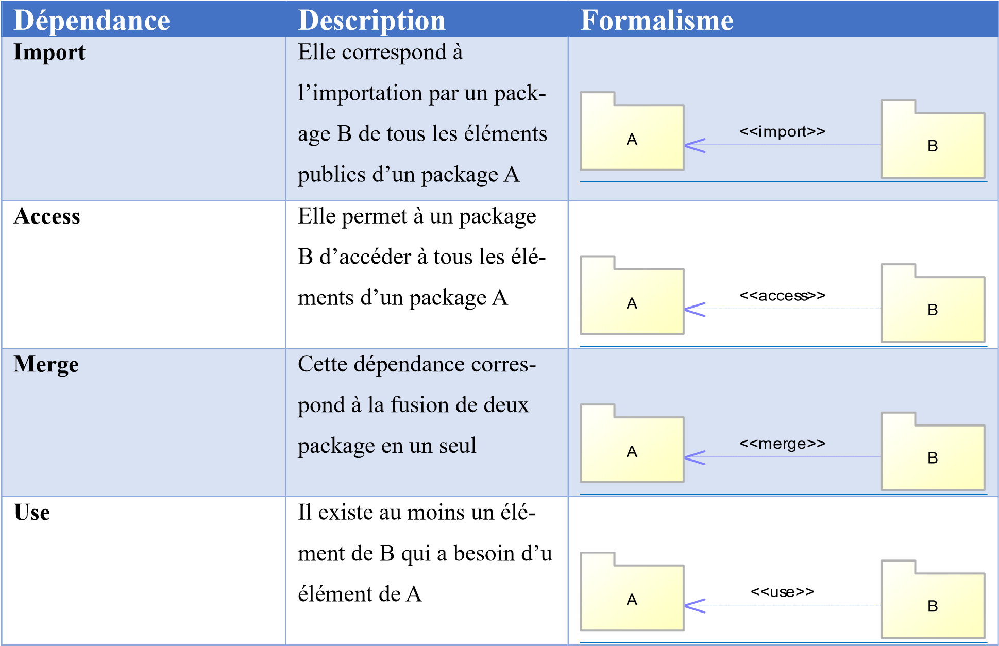 Dépendance Description Formalisme
Import
Elle correspond à
l’importation par un pack-
age B de tous les éléments
publics d’un package A
A
<<import>>
B
Access
Elle permet à un package
B d’accéder à tous les élé-
ments d’un package A
A
<<access>>
B
Merge
Cette dépendance corres-
pond à la fusion de deux
package en un seul
A
<<merge>>
B
Use
Il existe au moins un élé-
ment de B qui a besoin d’u
élément de A
A
<<use>>
B